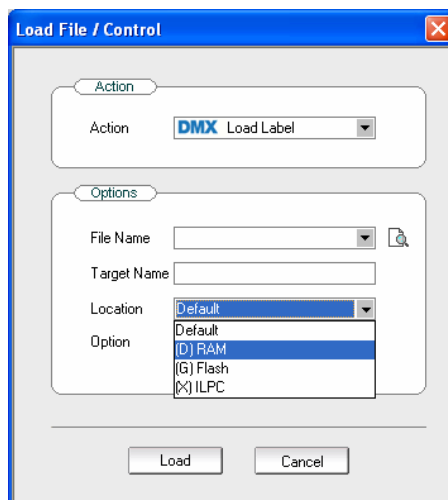 Load File / Control
Action
Action DMX Load Label
Options
File Name
Target Name
Location Default
Default
Option (D) RAM
(G) Flash
(X) ILPC
Load Cancel